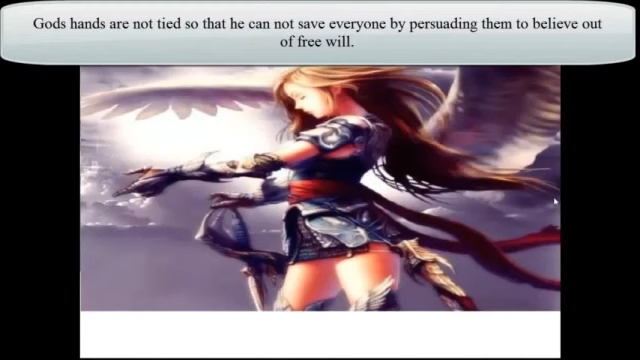 Gods hands are not tied so that he can not save everyone by persuading them to believe out
of free will.